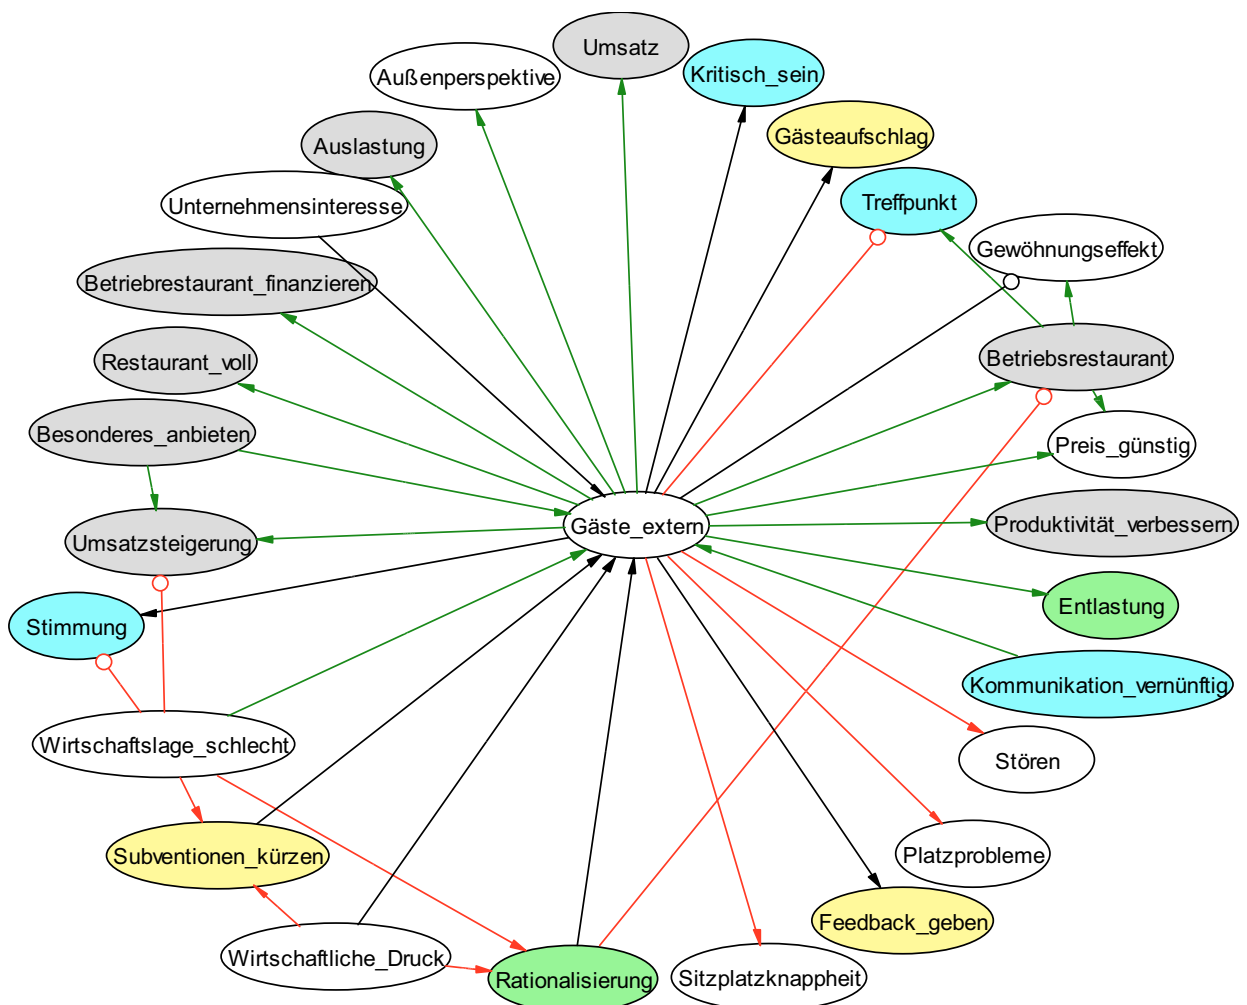 Umsatz
Kritisch_sein
Außenperspektive
Gästeaufschlag
Auslastung
Treffpunkt
Unternehmensinteresse
Gewöhnungseffekt
Betriebrestaurant_finanzieren
Restaurant_voll
Betriebsrestaurant
Besonderes_anbieten
Preis_günstig
Gäste_extern
Produktivität_verbessern
Umsatzsteigerung
Entlastung
Stimmung
Kommunikation_vernünftig
Wirtschaftslage_schlecht
Stören
Subventionen_kürzen
Platzprobleme
Feedback_geben
Wirtschaftliche_Druck
Rationalisierung
Sitzplatzknappheit